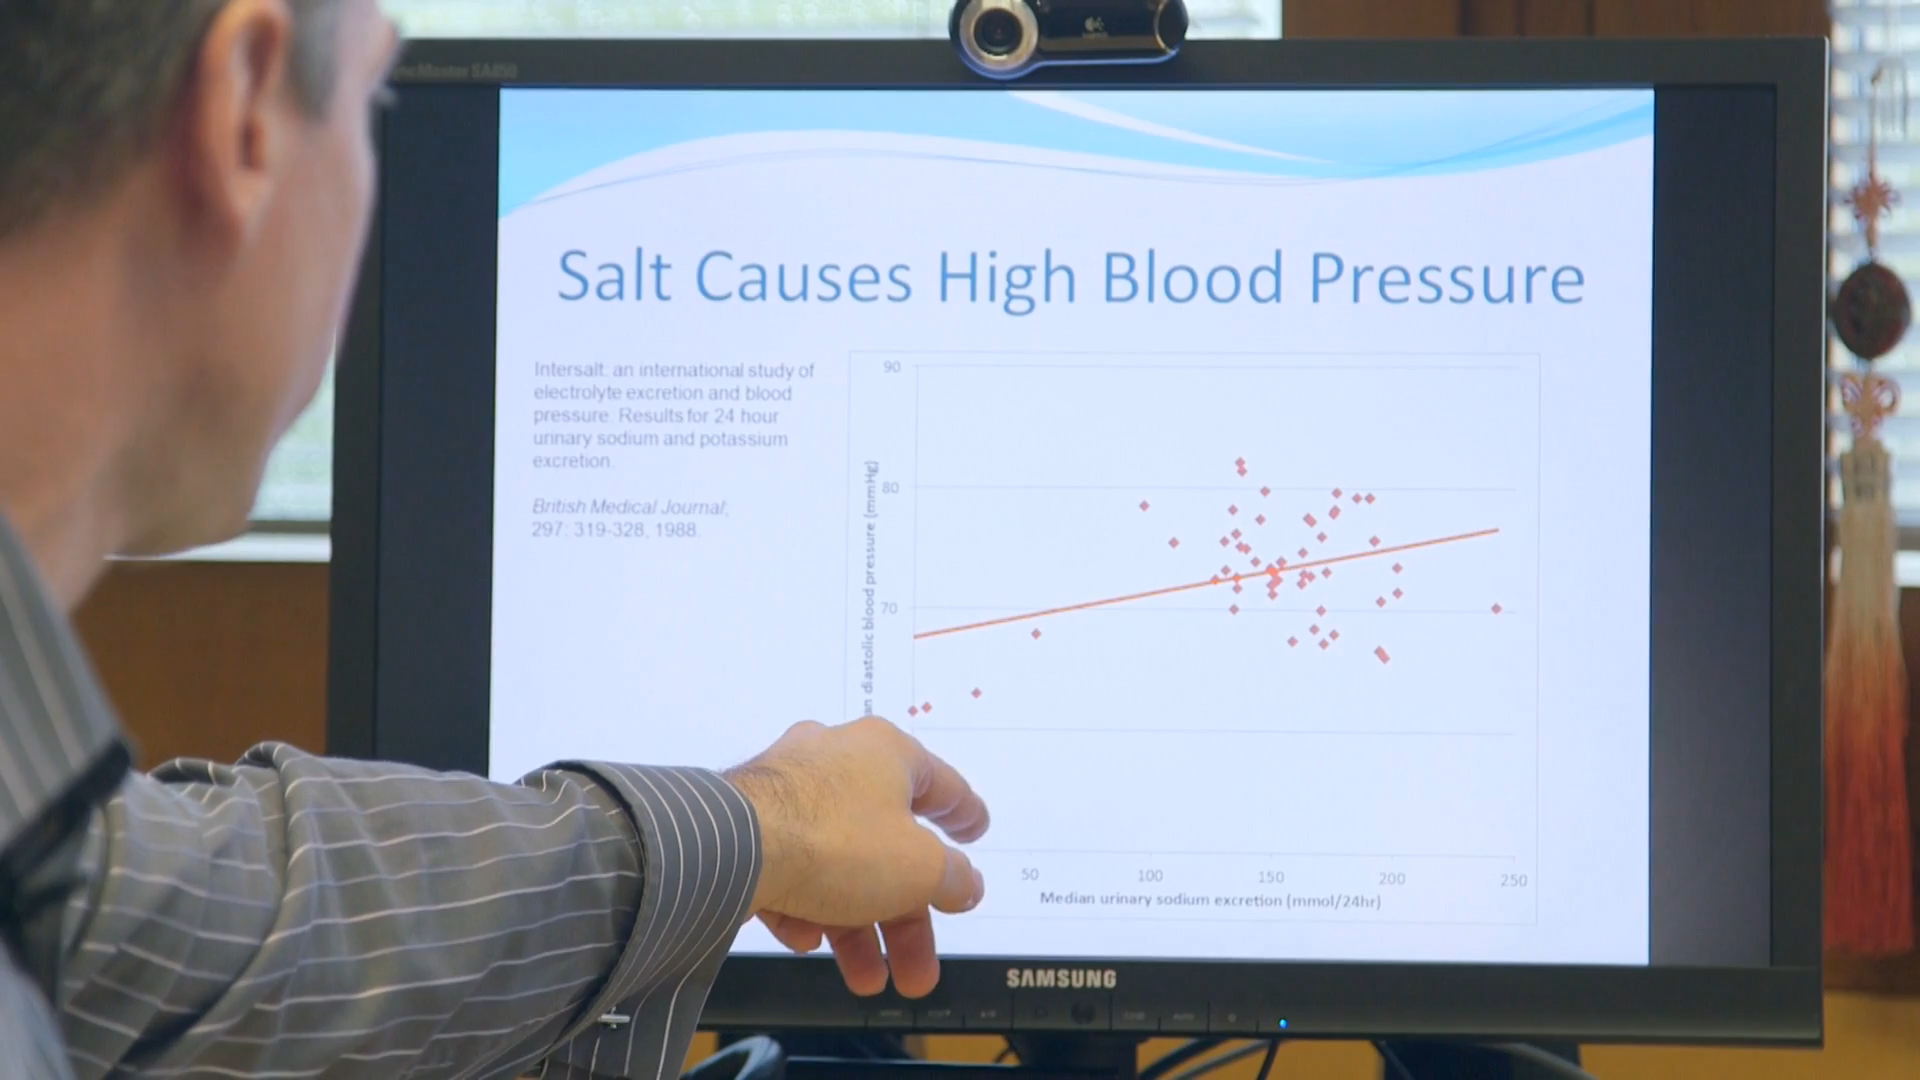 SA850
Salt Causes High Blood Pressure
Intersalt: an international study of
electrolyte excretion and blood
pressure. Results for 24 hour
urinary sodium and potassium
excretion.
British Medical Journal,
297: 319-328, 1988.
90
80
70
diastolic blood pressure (mmHg)
50
100
150
200
250
Median urinary sodium excretion (mmol/24hr)
SAMSUNG